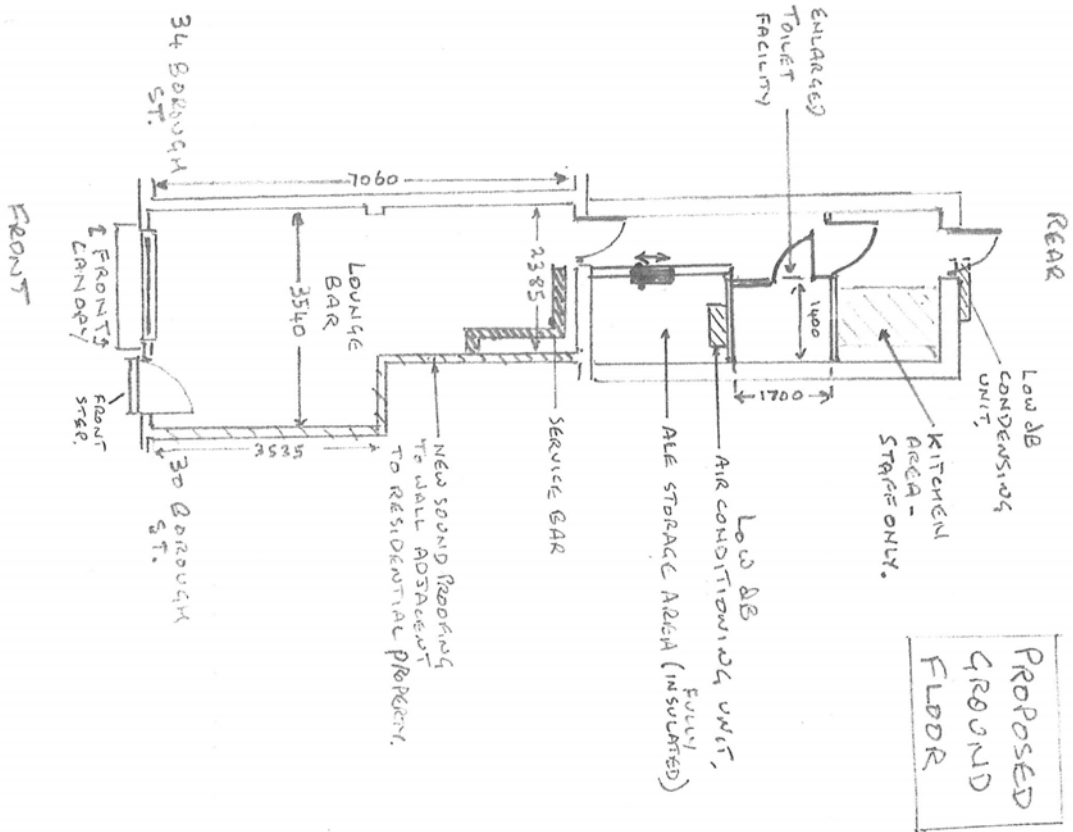 PROPOSED
GROUND
FLOOR
REAR
LOW dB
CONDENSING
UNIT.
KITCHEN
AREA -
STAFF ONLY.
ENLARGED
TOILET
FACILITY
1400
1700
LOW dB
AIR CONDITIONING UNIT,
ALE STORAGE AREA (FULLY INSULATED)
SERVICE BAR
NEW SOUND PROOFING
TO WALL ADJACENT
TO RESIDENTIAL PROPERTY.
7060
2385
LOUNGE
BAR
3540
3535
34 BOROUGH
ST.
30 BOROUGH
ST.
FRONT
CANOPY
FRONT
STEP.
FRONT